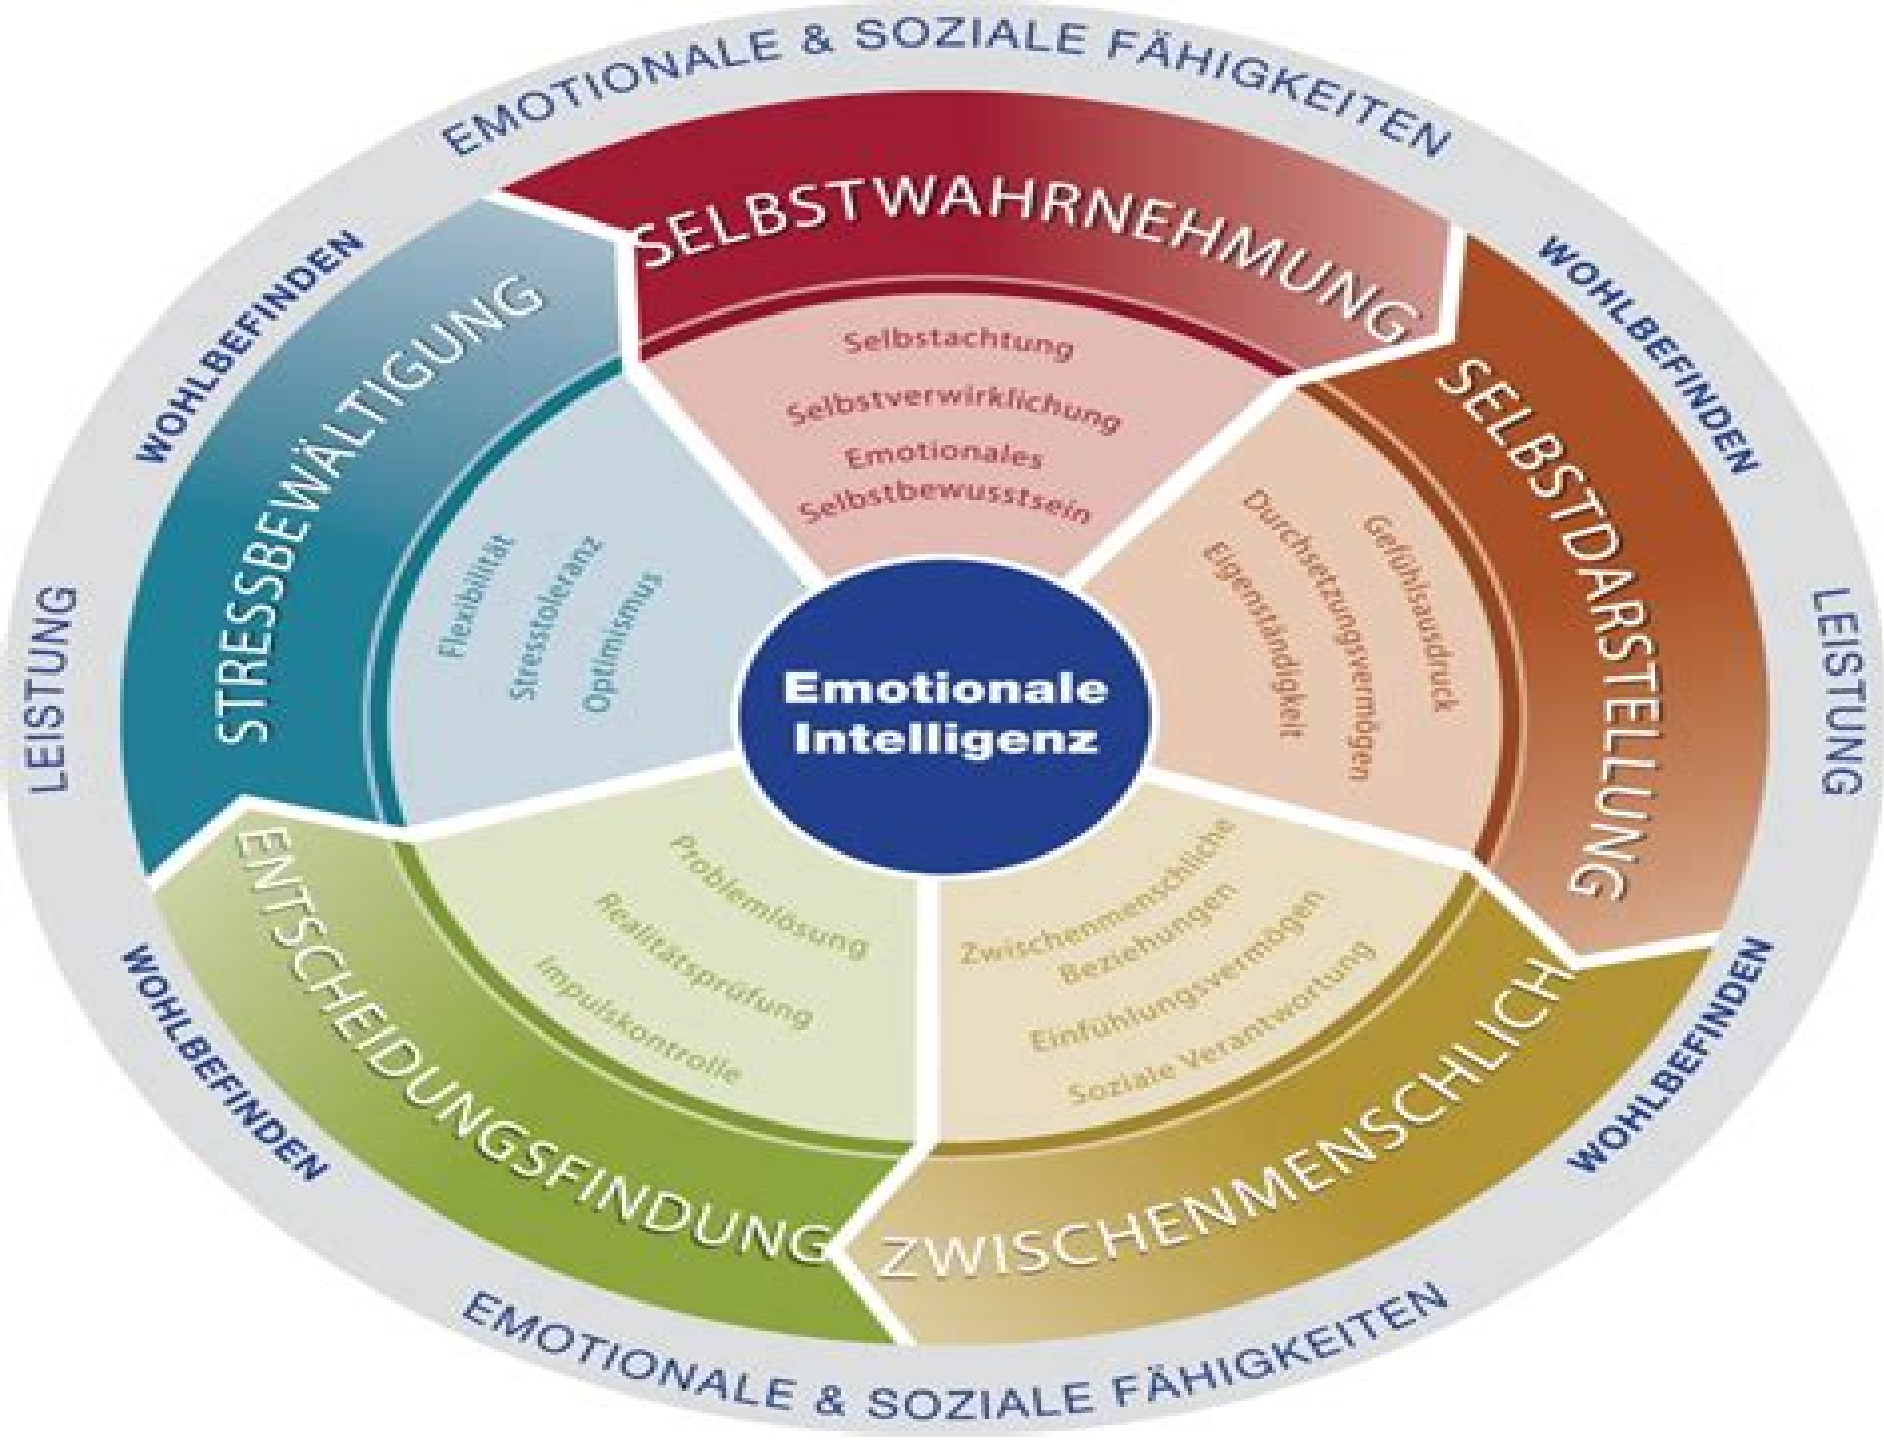 EMOTIONALE & SOZIALE FÄHIGKEITEN
WOHLBEFINDEN
WOHLBEFINDEN
LEISTUNG
LEISTUNG
SELBSTWAHRNEHMUNG
Selbstachtung
Selbstverwirklichung
Emotionales
Selbstbewusstsein
SELBSTDARSTELLUNG
Gefühlsausdruck
Durchsetzungsvermögen
Eigenständigkeit
STRESSBEWÄLTIGUNG
Flexibilität
Stresstoleranz
Optimismus
Emotionale
Intelligenz
ZWISCHENMENSCHLICH
Zwischenmenschliche
Beziehungen
Einfühlungsvermögen
Soziale Verantwortung
ENTSCHEIDUNGSFINDUNG
Problemlösung
Realitätsprüfung
Impulskontrolle
WOHLBEFINDEN
WOHLBEFINDEN
EMOTIONALE & SOZIALE FÄHIGKEITEN